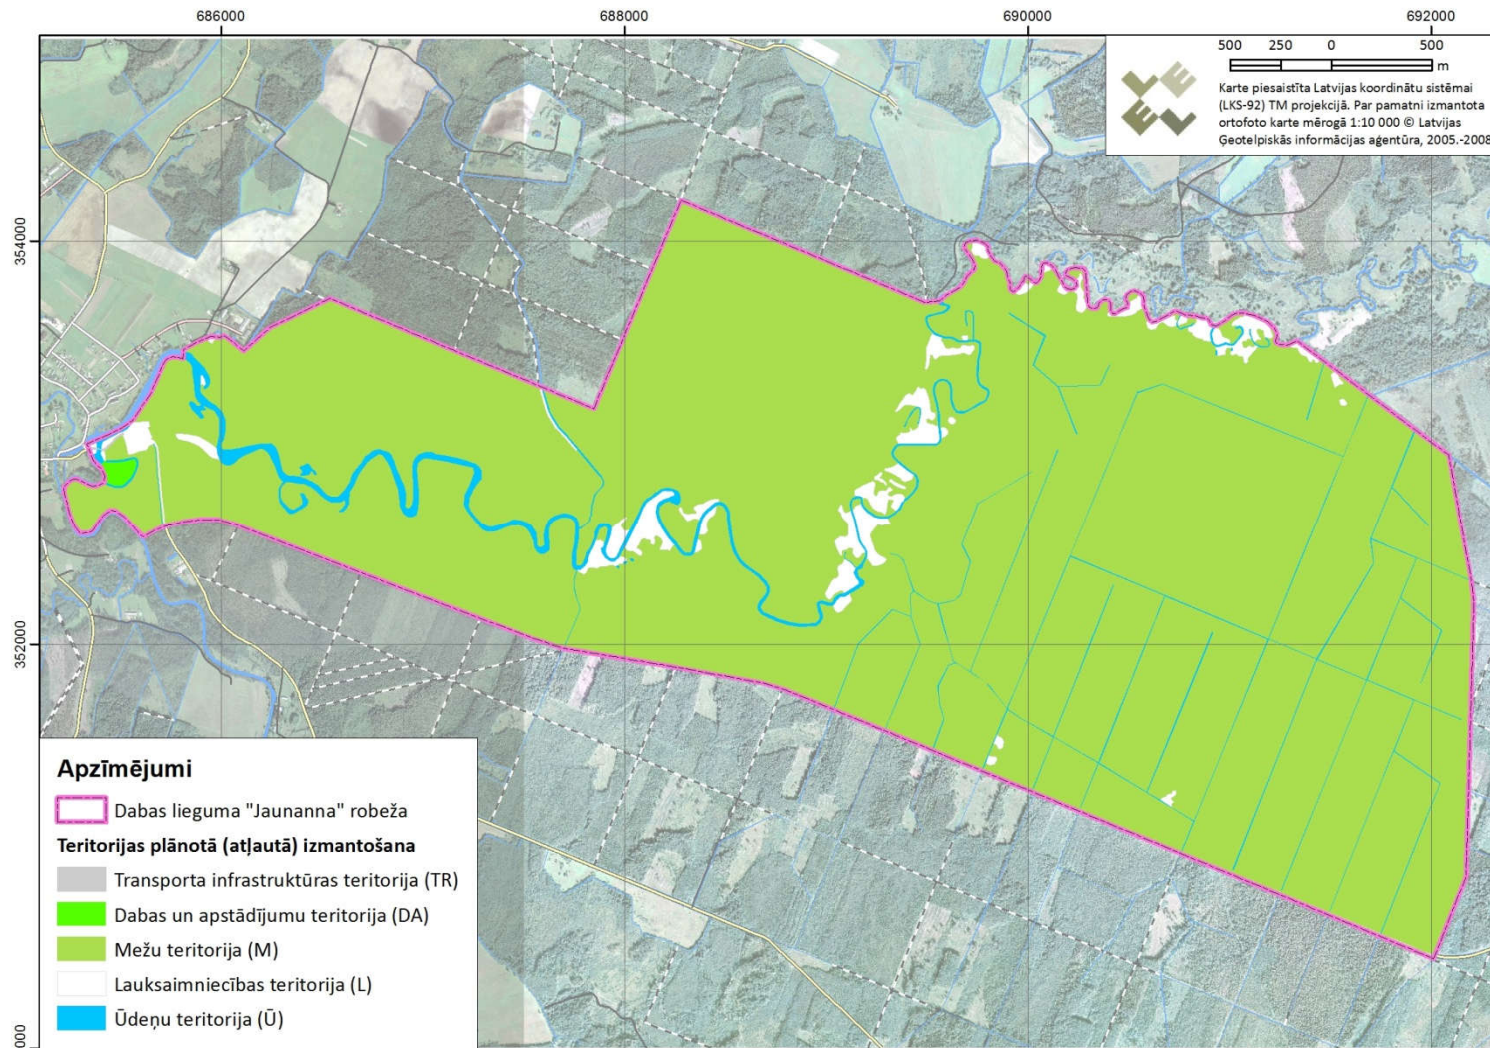 686000 688000 690000 692000
500 250 0 500
m
Karte piesaistīta Latvijas koordinātu sistēmai
(LKS-92) TM projekcijā. Par pamatni izmantota
ortofoto karte mērogā 1:10 000 © Latvijas
Ģeotelpiskās informācijas aģentūra, 2005.-2008
354000
352000
Apzīmējumi
Dabas lieguma "Jaunanna" robeža
Teritorijas plānotā (atļautā) izmantošana
Transporta infrastruktūras teritorija (TR)
Dabas un apstādījumu teritorija (DA)
Mežu teritorija (M)
Lauksaimniecības teritorija (L)
Ūdeņu teritorija (Ū)